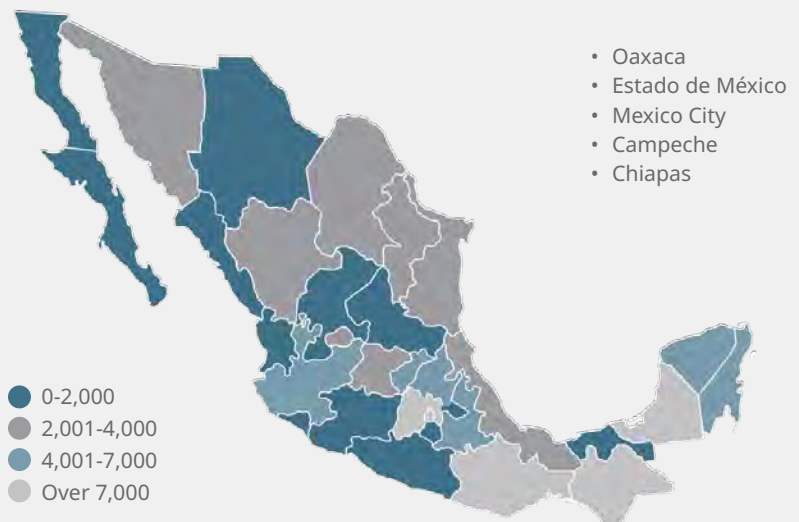 • Oaxaca
• Estado de México
• Mexico City
• Campeche
• Chiapas
0-2,000
2,001-4,000
4,001-7,000
Over 7,000